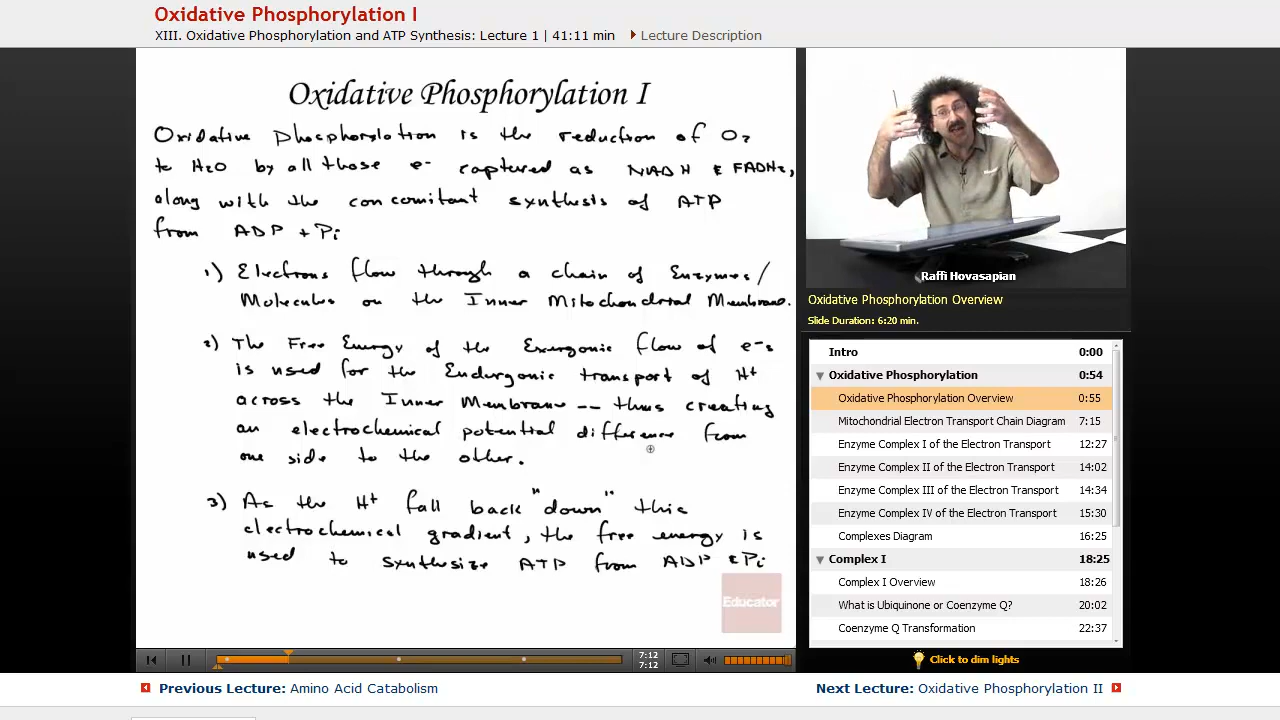 Oxidative Phosphorylation I
XIII. Oxidative Phosphorylation and ATP Synthesis: Lecture 1 | 41:11 min
Lecture Description
Oxidative Phosphorylation I
Oxidative phosphorylation is the reduction of O₂
to H₂O by all those e⁻ captured as NADH & FADH₂,
along with the concomitant synthesis of ATP
from ADP + Pi
1) Electrons flow through a chain of Enzymes/
Molecules on the Inner Mitochondrial Membrane.
2) The Free Energy of the Exergonic flow of e⁻s
is used for the Endergonic transport of H⁺
across the Inner Membrane -- thus creating
an electrochemical potential difference from
one side to the other.
3) As the H⁺ fall back "down" this
electrochemical gradient, the free energy is
used to synthesize ATP from ADP & Pi
Educator
7:12
7:12
Raffi Hovasapian
Oxidative Phosphorylation Overview
Slide Duration: 6:20 min.
Intro 0:00
Oxidative Phosphorylation 0:54
Oxidative Phosphorylation Overview 0:55
Mitochondrial Electron Transport Chain Diagram 7:15
Enzyme Complex I of the Electron Transport 12:27
Enzyme Complex II of the Electron Transport 14:02
Enzyme Complex III of the Electron Transport 14:34
Enzyme Complex IV of the Electron Transport 15:30
Complexes Diagram 16:25
Complex I 18:25
Complex I Overview 18:26
What is Ubiquinone or Coenzyme Q? 20:02
Coenzyme Q Transformation 22:37
Click to dim lights
Previous Lecture: Amino Acid Catabolism
Next Lecture: Oxidative Phosphorylation II